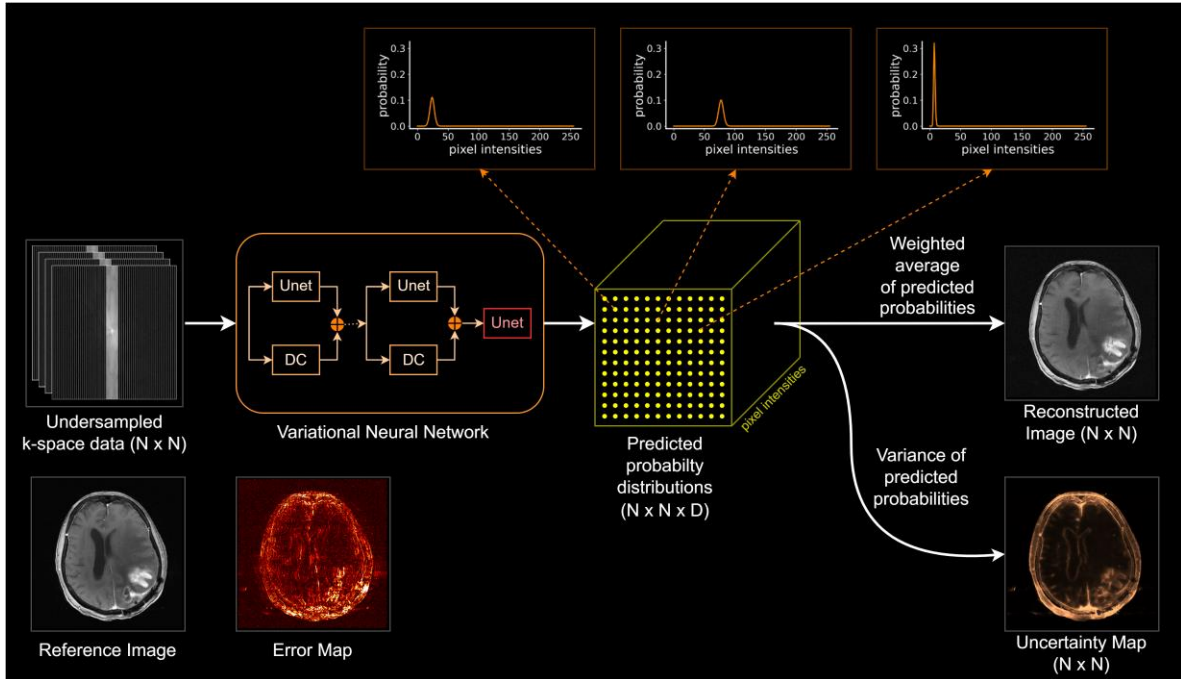 probability
0.3
0.2
0.1
0.0
0 50 100 150 200 250
pixel intensities
probability
0.3
0.2
0.1
0.0
0 50 100 150 200 250
pixel intensities
probability
0.3
0.2
0.1
0.0
0 50 100 150 200 250
pixel intensities
Undersampled
k-space data (N x N)
Unet
DC
Unet
DC
Unet
Variational Neural Network
pixel intensities
Predicted
probabilty
distributions
(N x N x D)
Weighted
average
of predicted
probabilities
Reconstructed
Image (N x N)
Variance of
predicted
probabilities
Reference Image
Error Map
Uncertainty Map
(N x N)